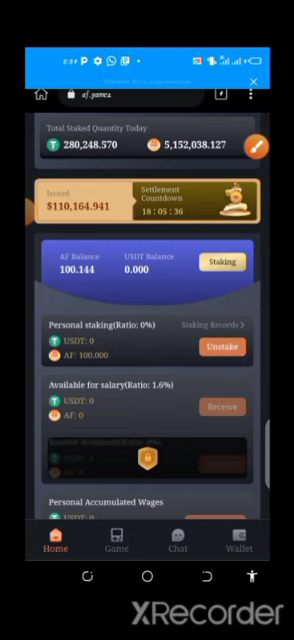 6:54
af.game
Total Staked Quantity Today
280,248.570
5,152,038.127
Issued
$110,164.941
Settlement
Countdown
18 : 05 : 36
AF Balance
100.144
USDT Balance
0.000
Staking
Personal staking(Ratio: 0%)
Staking Records
USDT: 0
AF: 100.000
Unstake
Available for salary(Ratio: 1.6%)
USDT: 0
AF: 0
Receive
Personal Accumulated Wages
USDT: 0
Home
Game
Chat
Wallet
XRecorder